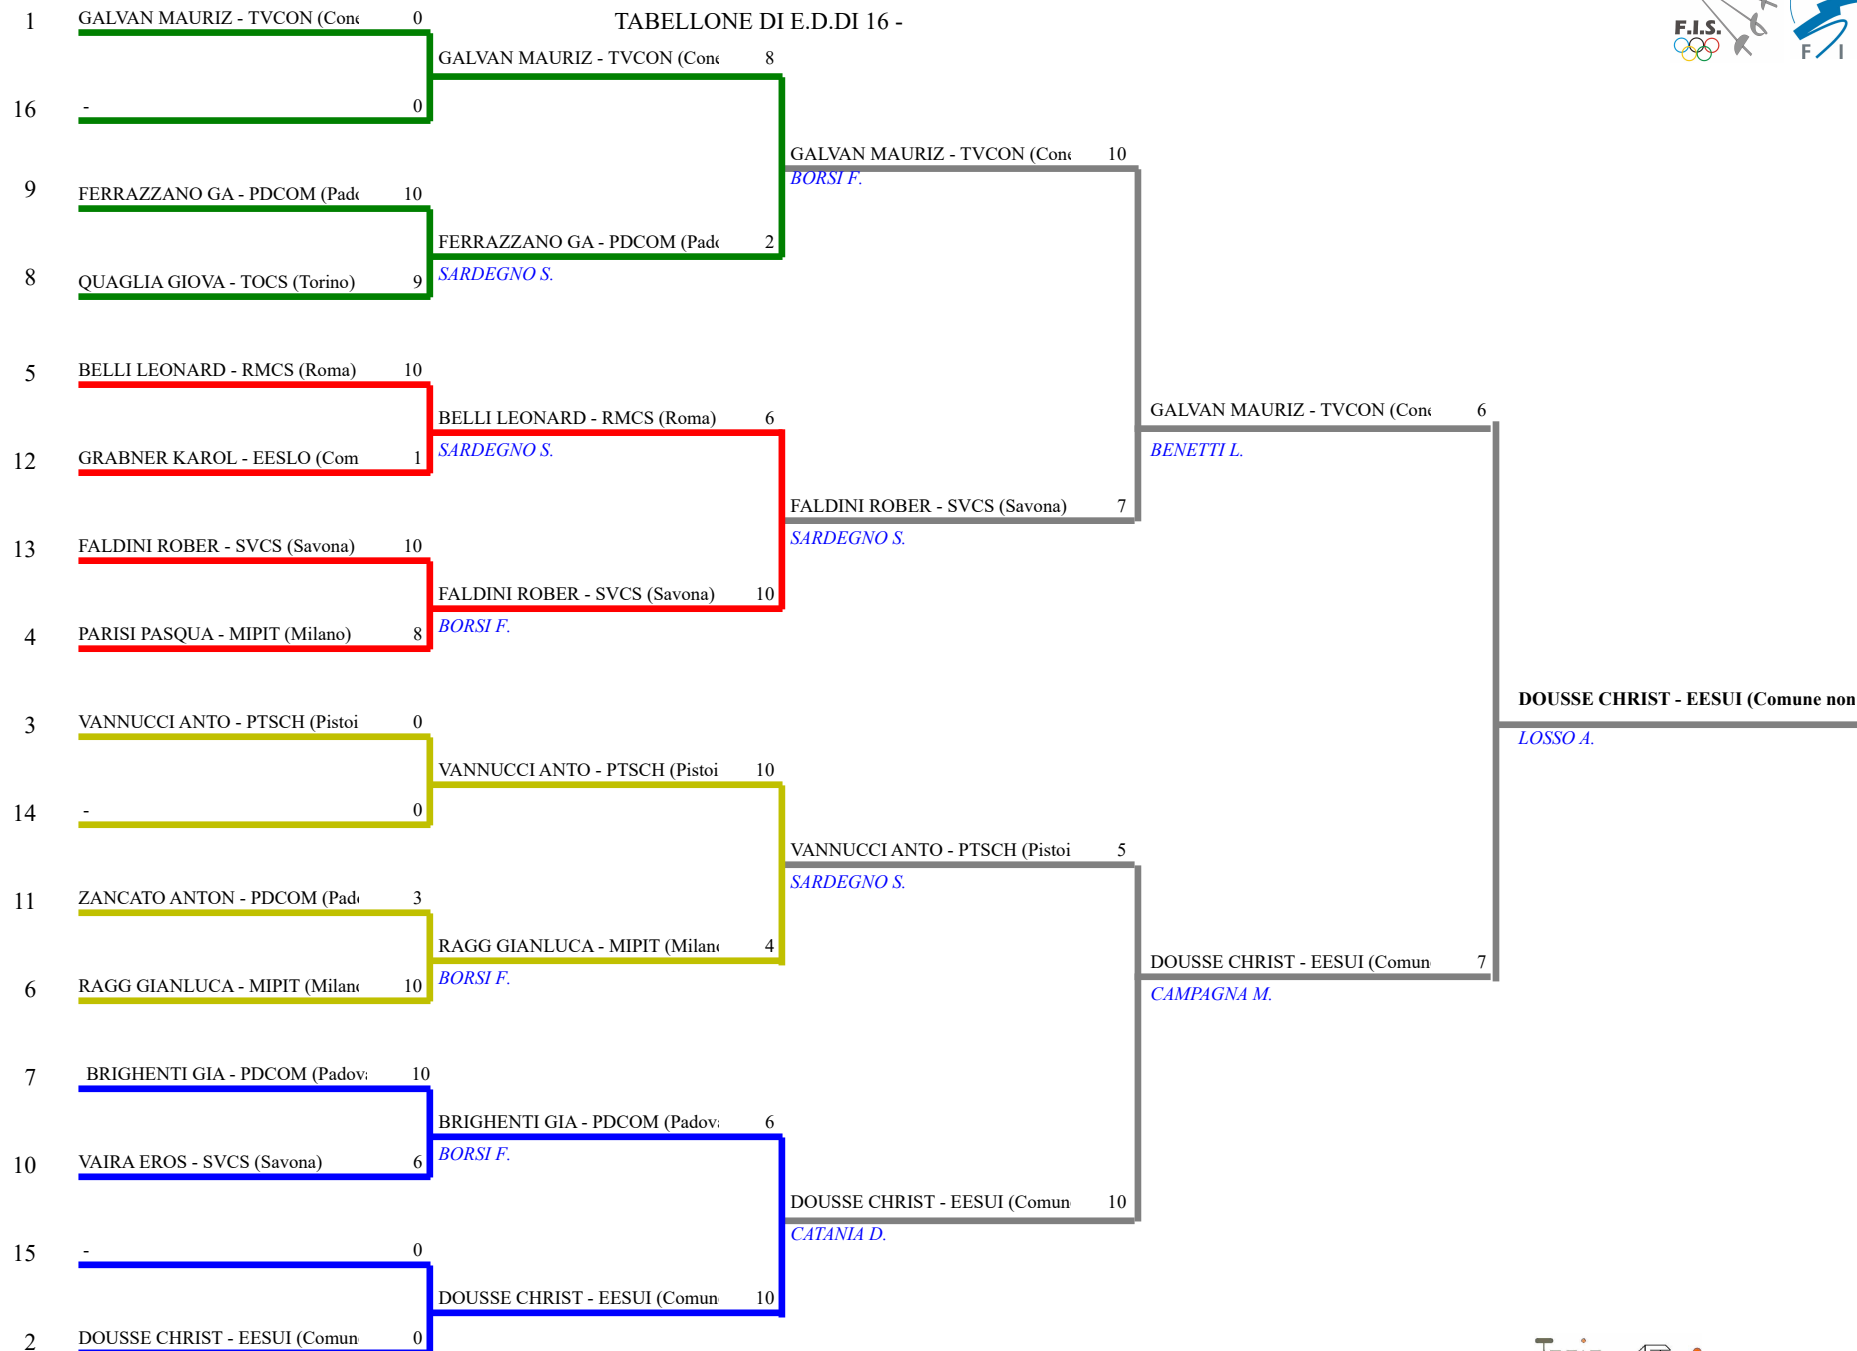 TABELLONE DI E.D.DI 16 -
F.I.S.
F I
1 GALVAN MAURIZ - TVCON (Cone 0
GALVAN MAURIZ - TVCON (Cone 8
16 - 0
GALVAN MAURIZ - TVCON (Cone 10
BORSI F.
9 FERRAZZANO GA - PDCOM (Pado 10
FERRAZZANO GA - PDCOM (Pado 2
SARDEGNO S.
8 QUAGLIA GIOVA - TOCS (Torino) 9
5 BELLI LEONARD - RMCS (Roma) 10
GALVAN MAURIZ - TVCON (Cone 6
BENETTI L.
BELLI LEONARD - RMCS (Roma) 6
SARDEGNO S.
12 GRABNER KAROL - EESLO (Com 1
FALDINI ROBER - SVCS (Savona) 7
SARDEGNO S.
13 FALDINI ROBER - SVCS (Savona) 10
FALDINI ROBER - SVCS (Savona) 10
BORSI F.
4 PARISI PASQUA - MIPIT (Milano) 8
DOUSSE CHRIST - EESUI (Comune non
LOSSO A.
3 VANNUCCI ANTO - PTSCH (Pistoi 0
VANNUCCI ANTO - PTSCH (Pistoi 10
14 - 0
VANNUCCI ANTO - PTSCH (Pistoi 5
SARDEGNO S.
11 ZANCATO ANTON - PDCOM (Pado 3
RAGG GIANLUCA - MIPIT (Milano 4
BORSI F.
DOUSSE CHRIST - EESUI (Comun 7
CAMPAGNA M.
6 RAGG GIANLUCA - MIPIT (Milano 10
7 BRIGHENTI GIA - PDCOM (Padova 10
BRIGHENTI GIA - PDCOM (Padova 6
BORSI F.
10 VAIRA EROS - SVCS (Savona) 6
DOUSSE CHRIST - EESUI (Comun 10
CATANIA D.
15 - 0
DOUSSE CHRIST - EESUI (Comun 10
2 DOUSSE CHRIST - EESUI (Comun 0